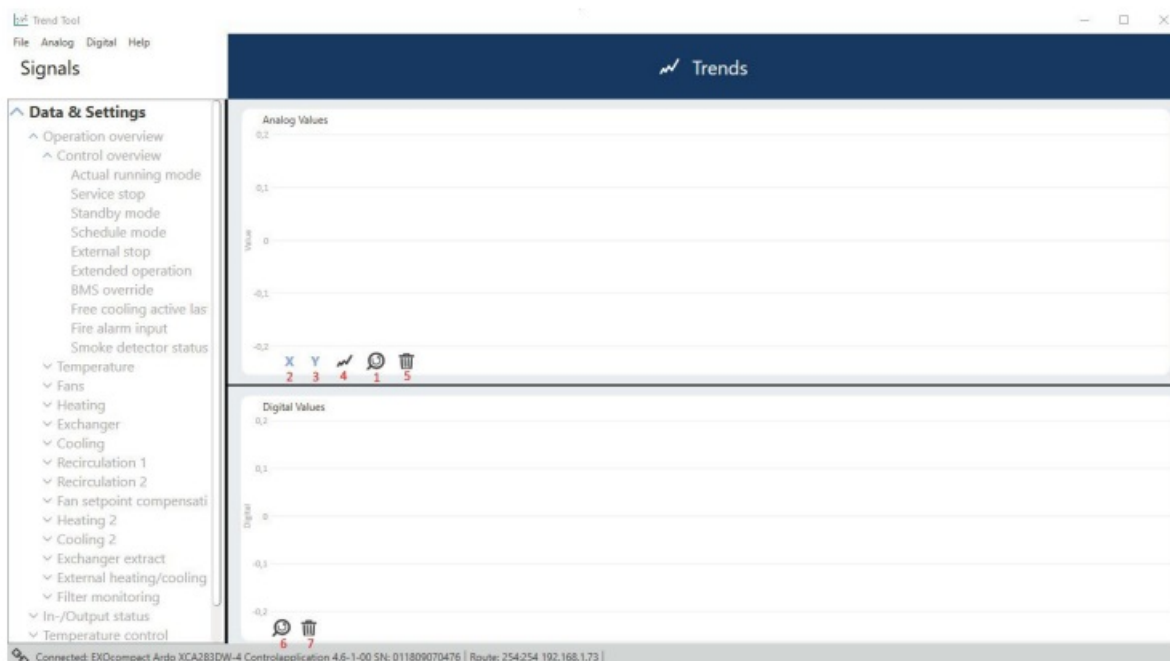 Trend Tool
File Analog Digital Help
Signals
Trends
Data & Settings
Operation overview
Control overview
Actual running mode
Service stop
Standby mode
Schedule mode
External stop
Extended operation
BMS override
Free cooling active las
Fire alarm input
Smoke detector status
Temperature
Fans
Heating
Exchanger
Cooling
Recirculation 1
Recirculation 2
Fan setpoint compensati
Heating 2
Cooling 2
Exchanger extract
External heating/cooling
Filter monitoring
In-/Output status
Temperature control
Analog Values
0,2
0,1
Value
0
-0,1
-0,2
X Y
2 3 4 1 5
Digital Values
0,2
0,1
Digital
0
-0,1
-0,2
6 7
Connected: EXOcompact Ardo XCA283DW-4 Controlapplication 4.6-1-00 SN: 011809070476 | Route: 254:254 192.168.1.73 |